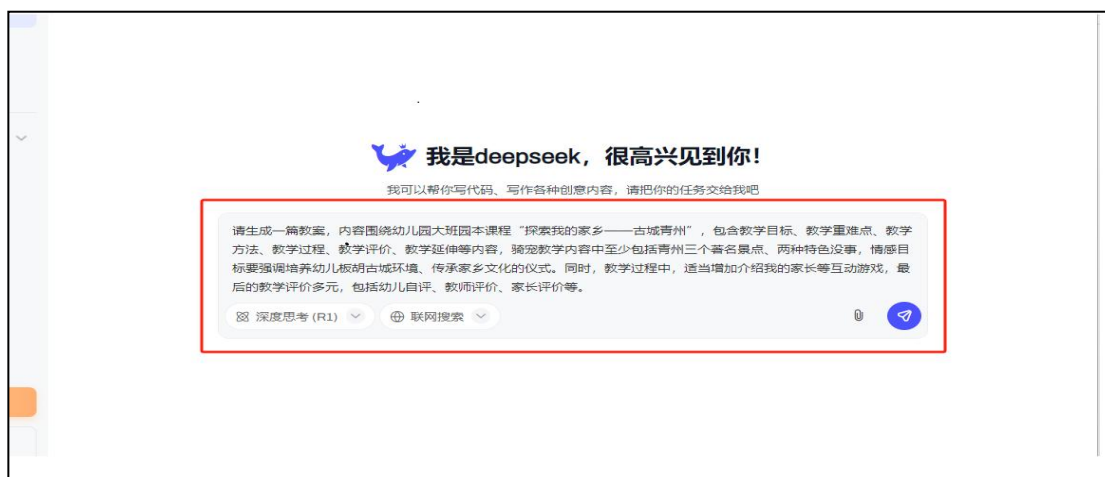 我是deepseek，很高兴见到你！
我可以帮你写代码、写作各种创意内容，请把你的任务交给我吧
请生成一篇教案，内容围绕幼儿园大班园本课程“探索我的家乡——古城青州”，包含教学目标、教学重难点、教学
方法、教学过程、教学评价、教学延伸等内容，骑宠教学内容中至少包括青州三个著名景点、两种特色没事，情感目
标要强调培养幼儿板胡古城环境、传承家乡文化的仪式。同时，教学过程中，适当增加介绍我的家长等互动游戏，最
后的教学评价多元，包括幼儿自评、教师评价、家长评价等。
深度思考 (R1) 联网搜索